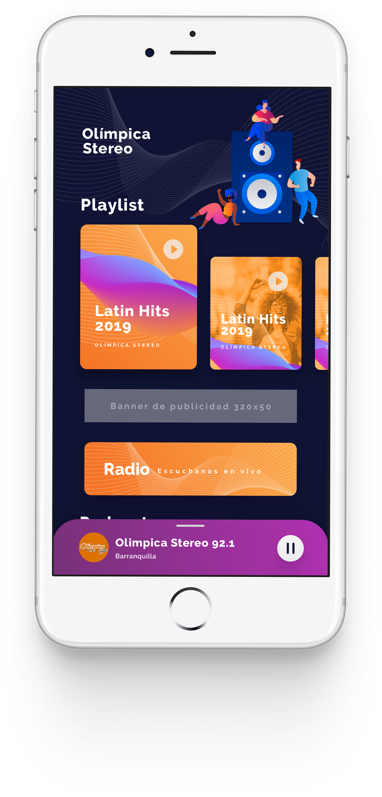 Olímpica
Stereo
Playlist
Latin Hits
2019
OLÍMPICA STEREO
Latin Hits
2019
OLÍMPICA STEREO
Banner de publicidad 320x50
Radio Escuchanos en vivo
Olimpica Stereo 92.1
Barranquilla